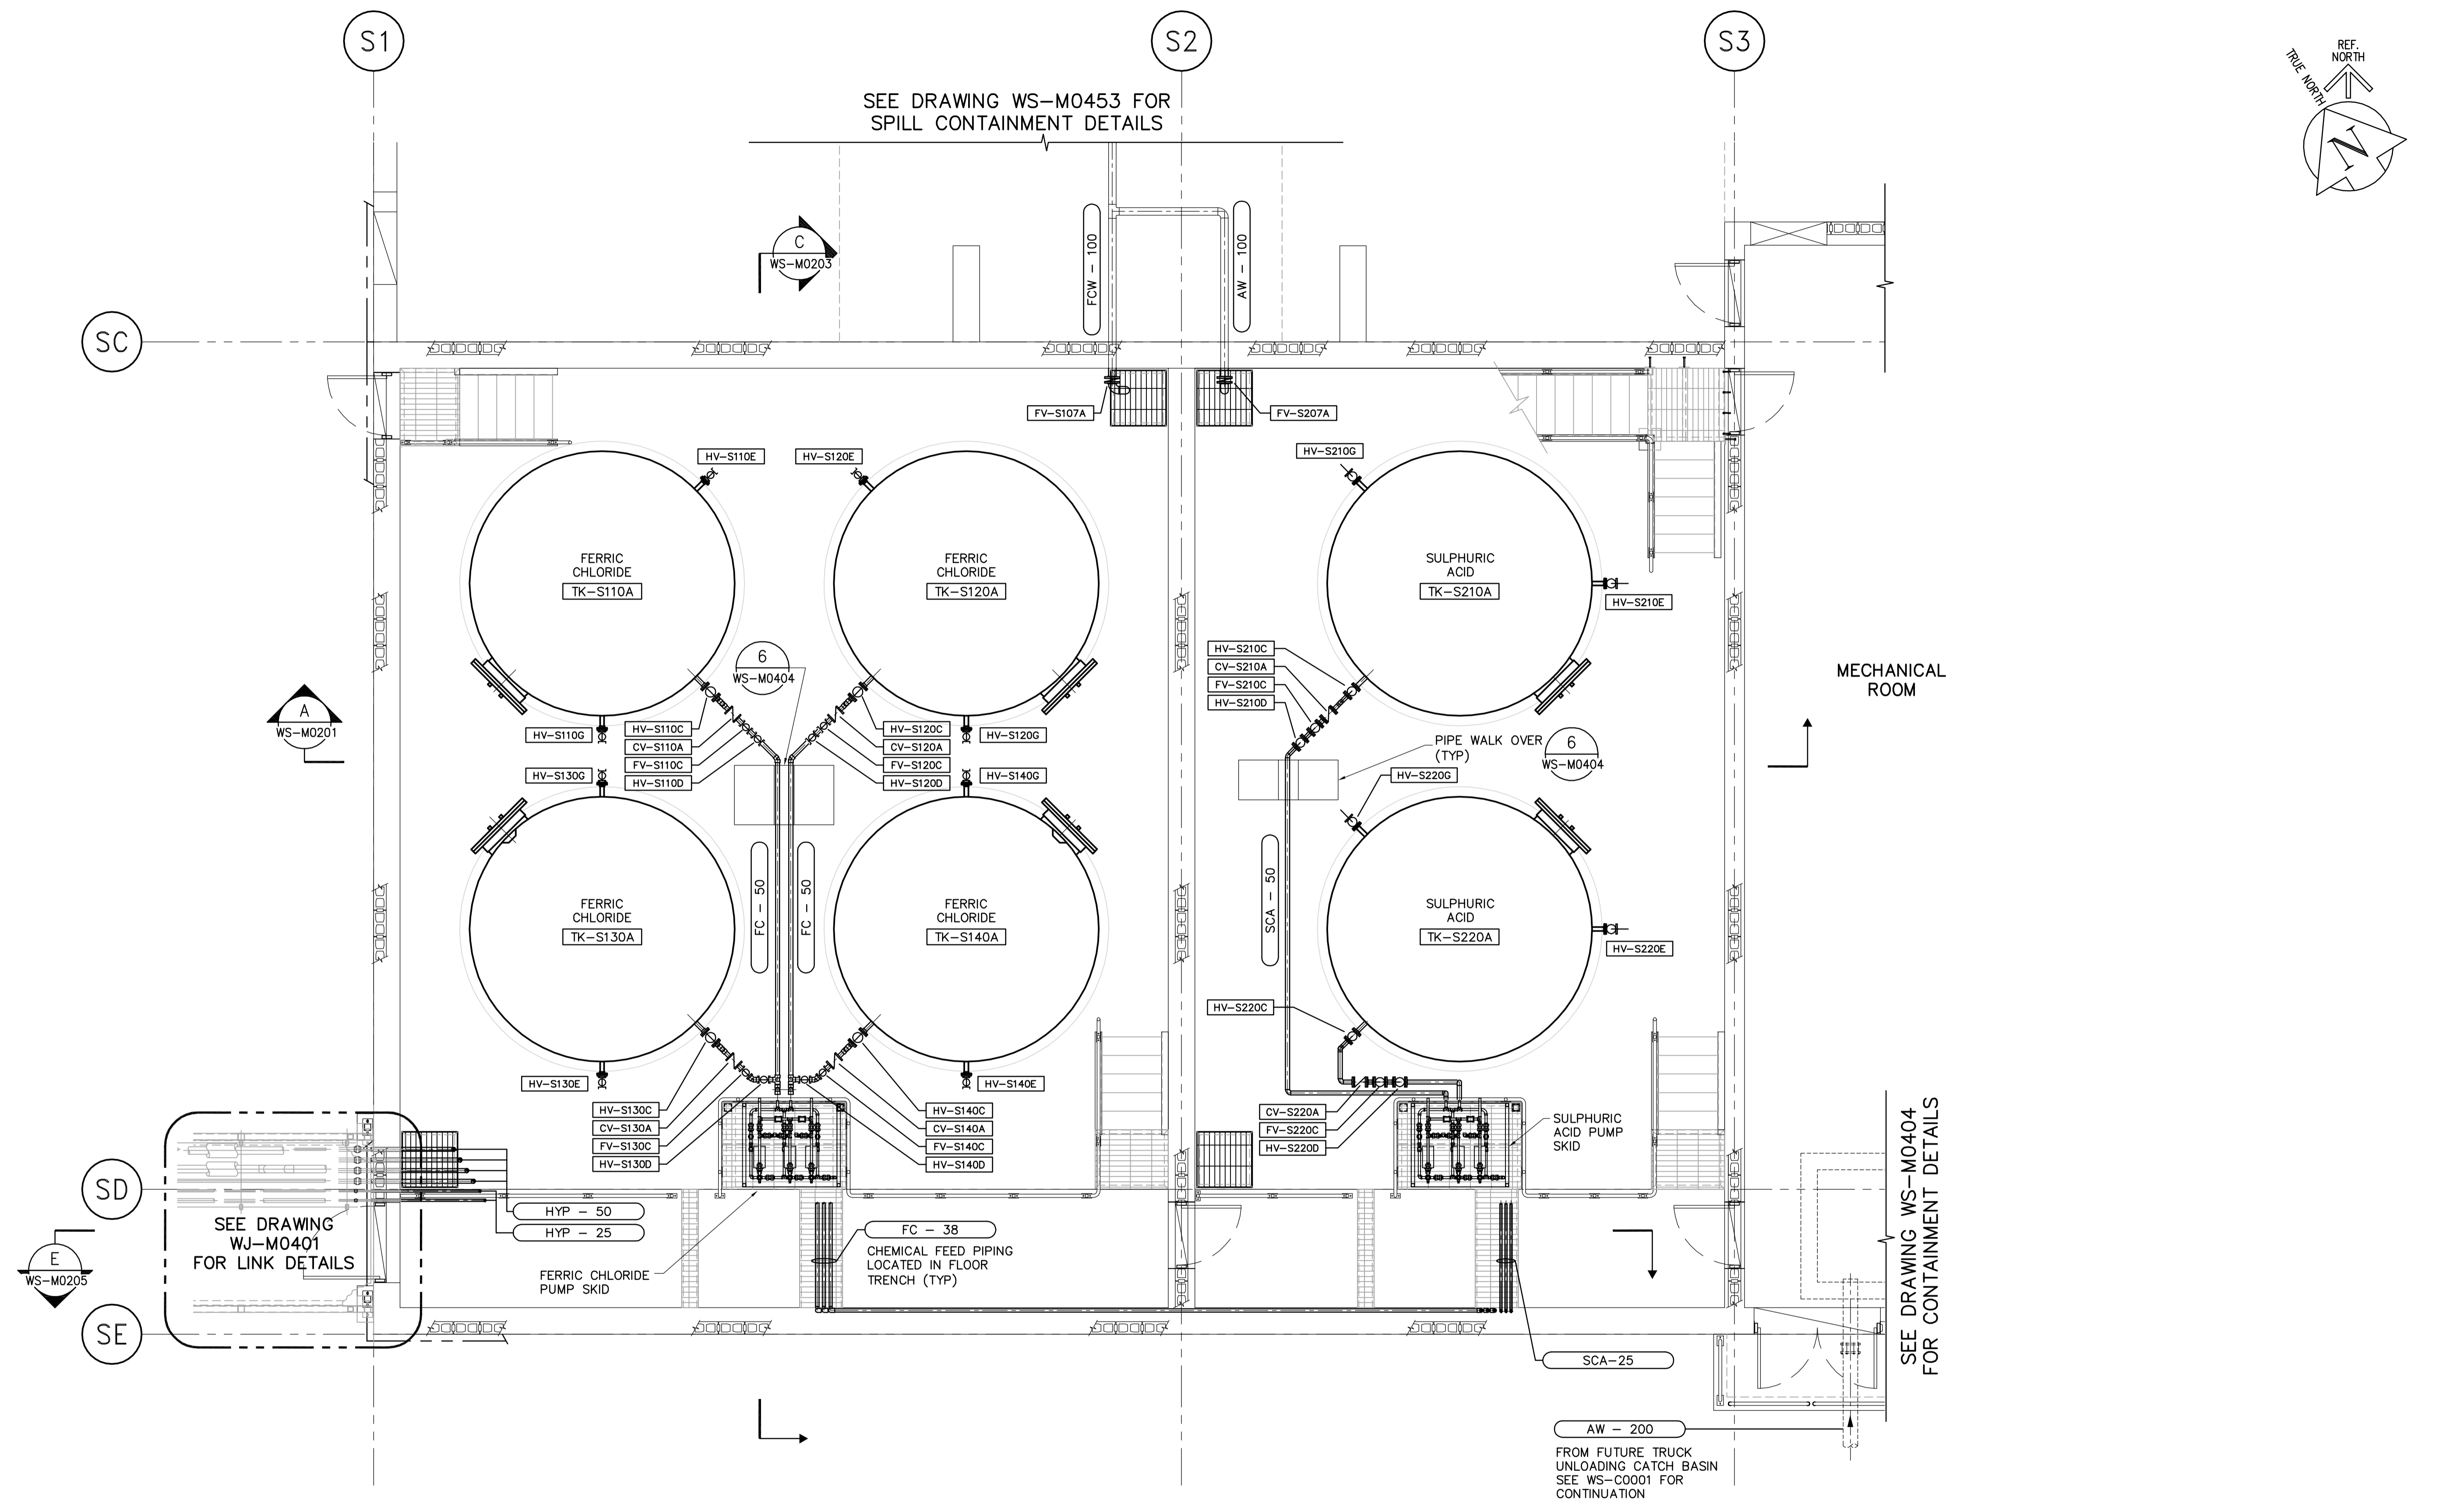 S1
S2
S3
REF.
NORTH
TRUE NORTH
N
SEE DRAWING WS-M0453 FOR
SPILL CONTAINMENT DETAILS
FCW - 100
AW - 100
C
WS-M0203
SC
FV-S107A
FV-S207A
HV-S110E
HV-S120E
HV-S210G
FERRIC
CHLORIDE
TK-S110A
FERRIC
CHLORIDE
TK-S120A
SULPHURIC
ACID
TK-S210A
HV-S210E
6
WS-M0404
HV-S210C
CV-S210A
FV-S210C
HV-S210D
MECHANICAL
ROOM
A
WS-M0201
HV-S110G
HV-S110C
CV-S110A
FV-S110C
HV-S110D
HV-S120C
CV-S120A
FV-S120C
HV-S120D
HV-S120G
PIPE WALK OVER
(TYP)
6
WS-M0404
HV-S130G
HV-S140G
HV-S220G
FC - 50
FC - 50
SCA - 50
FERRIC
CHLORIDE
TK-S130A
FERRIC
CHLORIDE
TK-S140A
SULPHURIC
ACID
TK-S220A
HV-S220E
HV-S220C
HV-S130E
HV-S140E
HV-S130C
CV-S130A
FV-S130C
HV-S130D
HV-S140C
CV-S140A
FV-S140C
HV-S140D
CV-S220A
FV-S220C
HV-S220D
SULPHURIC
ACID PUMP
SKID
SEE DRAWING WS-M0404
FOR CONTAINMENT DETAILS
SD
HYP - 50
HYP - 25
SEE DRAWING
WJ-M0401
FOR LINK DETAILS
E
WS-M0205
FC - 38
CHEMICAL FEED PIPING
LOCATED IN FLOOR
TRENCH (TYP)
FERRIC CHLORIDE
PUMP SKID
SE
SCA-25
AW - 200
FROM FUTURE TRUCK
UNLOADING CATCH BASIN
SEE WS-C0001 FOR
CONTINUATION